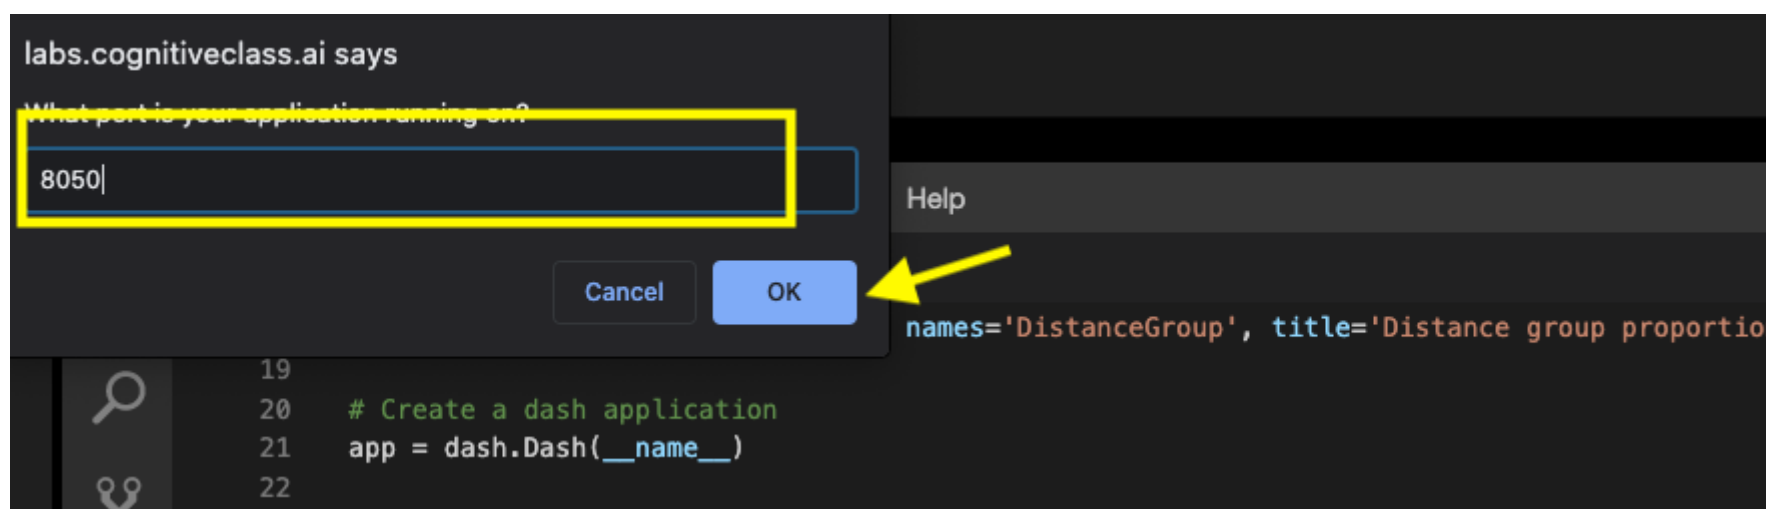 labs.cognitiveclass.ai says
What port is your application running on?
8050
Cancel
OK
Help
names='DistanceGroup', title='Distance group proportio
19
20 # Create a dash application
21 app = dash.Dash(__name__)
22